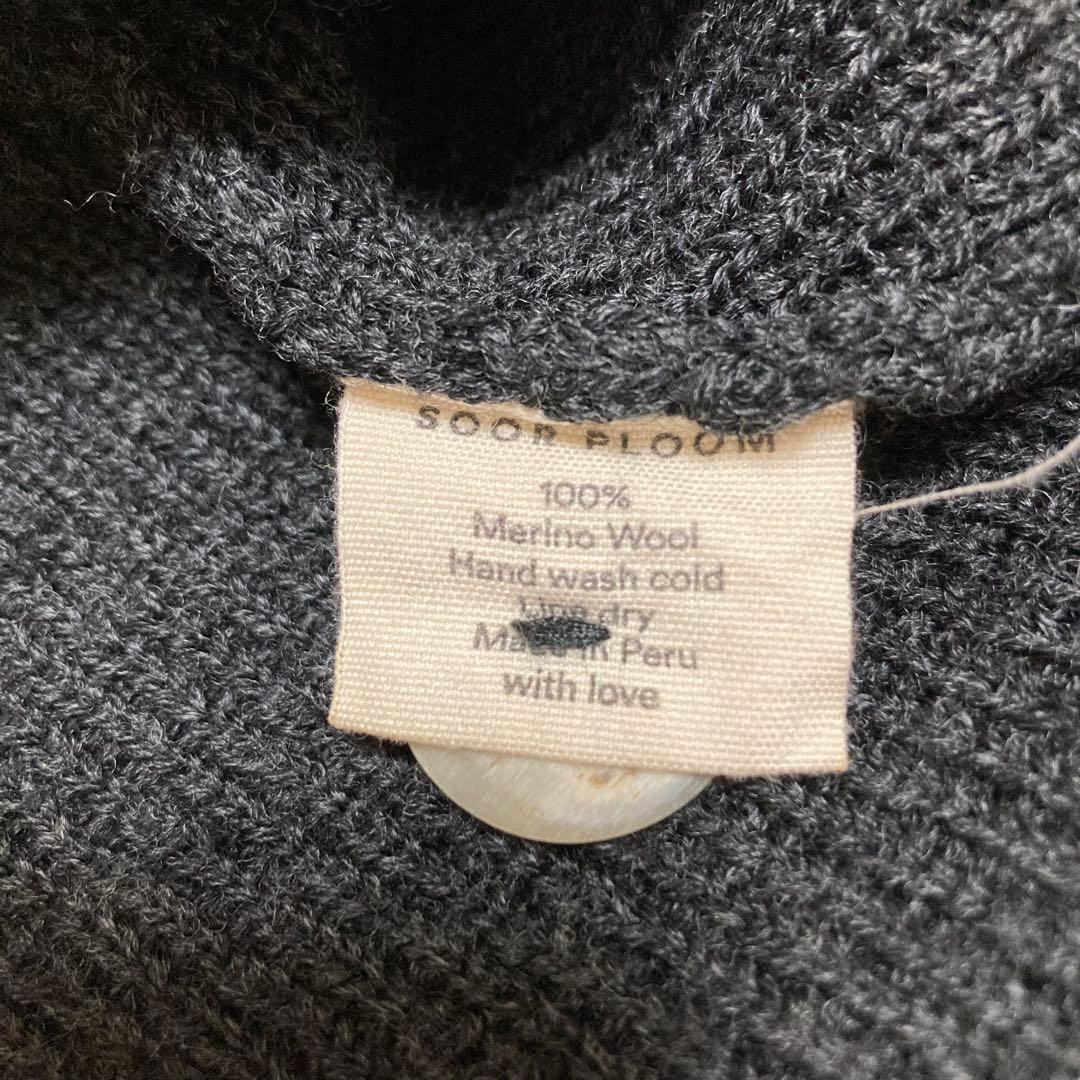 SOOR PLOOM
100%
Merino Wool
Hand wash cold
Line dry
Made in Peru
with love